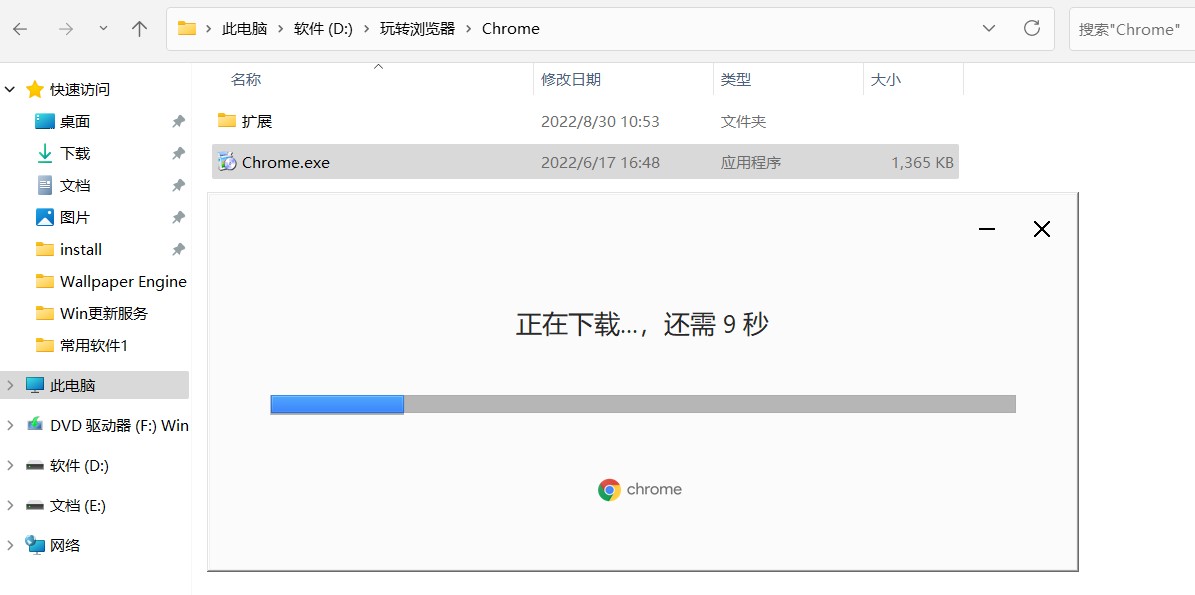 此电脑 > 软件 (D:) > 玩转浏览器 > Chrome
搜索"Chrome"
名称 修改日期 类型 大小
扩展 2022/8/30 10:53 文件夹
Chrome.exe 2022/6/17 16:48 应用程序 1,365 KB
快速访问
桌面
下载
文档
图片
install
Wallpaper Engine
Win更新服务
常用软件1
此电脑
DVD 驱动器 (F:) Win
软件 (D:)
文档 (E:)
网络
正在下载...，还需 9 秒
chrome